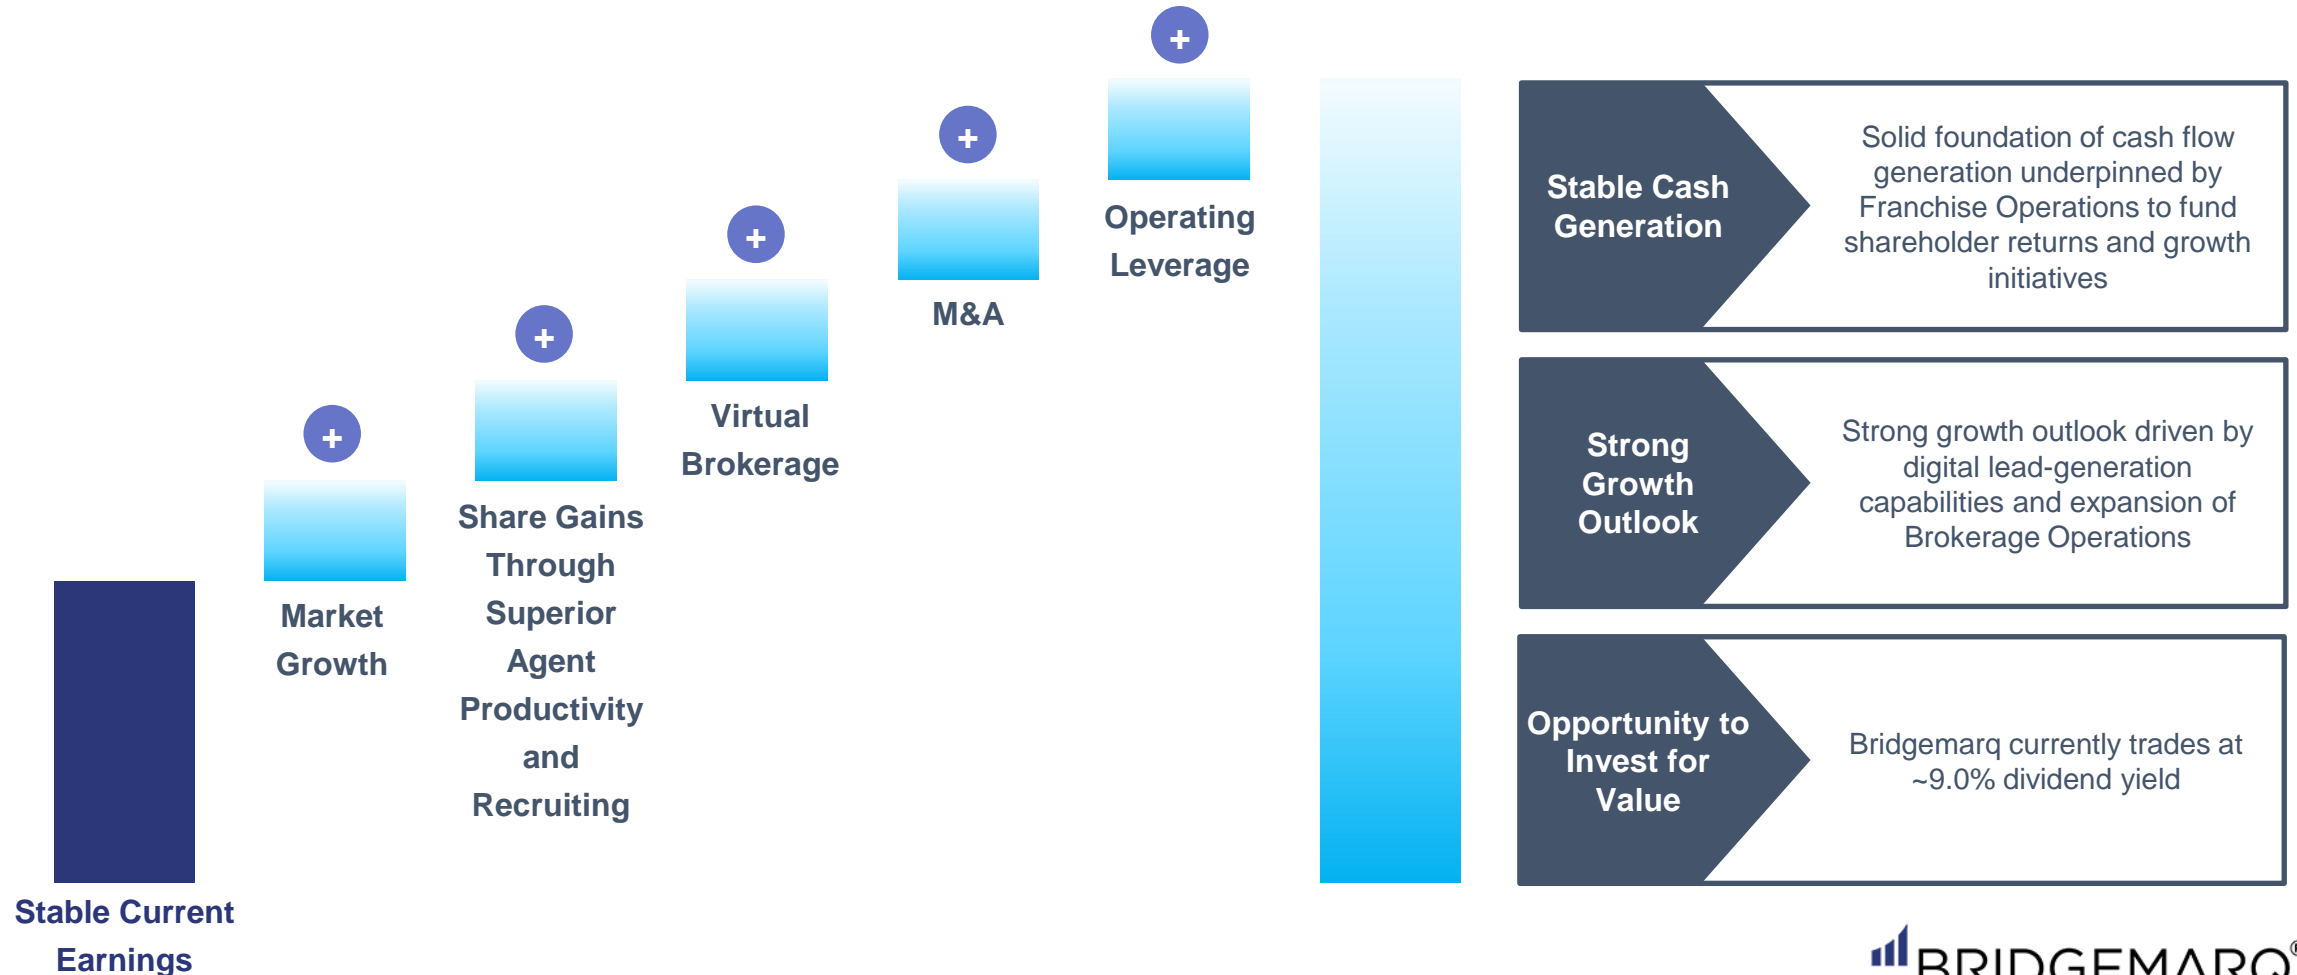 +
+
+
+
+
Operating
Leverage
M&A
Virtual
Brokerage
Share Gains
Through
Superior
Agent
Productivity
and
Recruiting
Market
Growth
Stable Current
Earnings
Stable Cash
Generation
Solid foundation of cash flow
generation underpinned by
Franchise Operations to fund
shareholder returns and growth
initiatives
Strong
Growth
Outlook
Strong growth outlook driven by
digital lead-generation
capabilities and expansion of
Brokerage Operations
Opportunity to
Invest for
Value
Bridgemarq currently trades at
~9.0% dividend yield
BRIDGEMARQ®